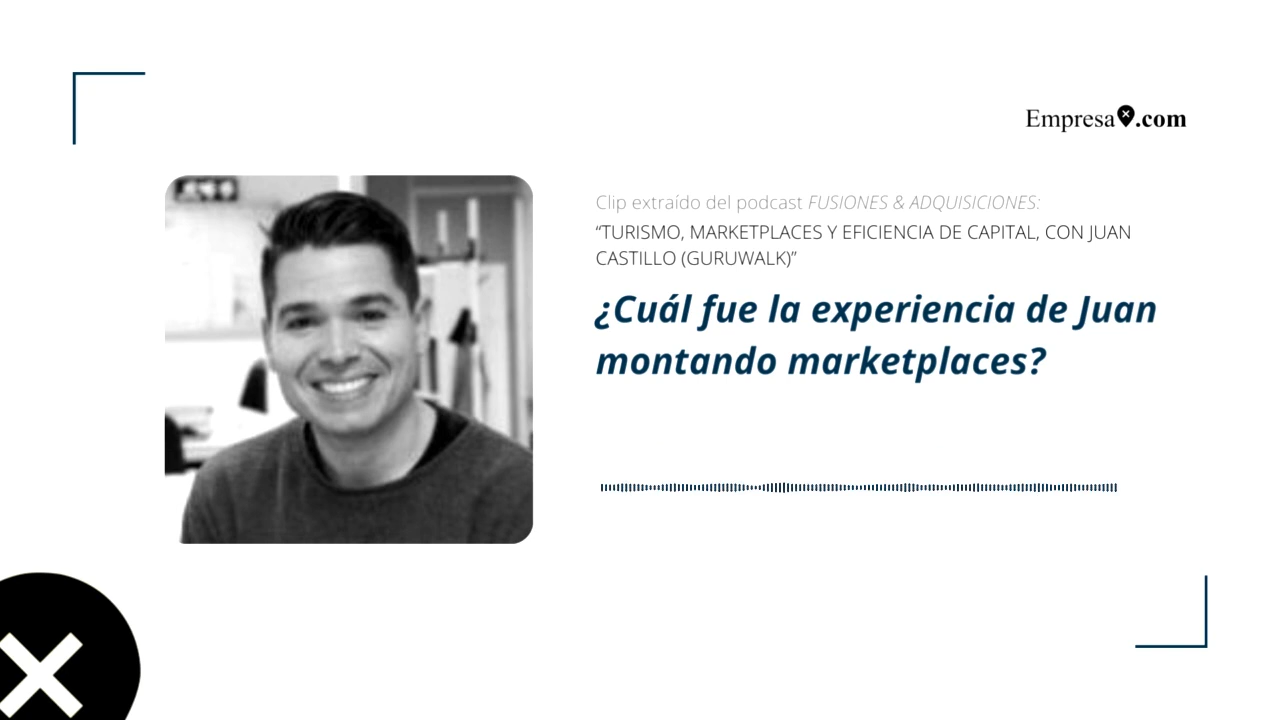 Empresa.com
Clip extraído del podcast FUSIONES & ADQUISICIONES:
“TURISMO, MARKETPLACES Y EFICIENCIA DE CAPITAL, CON JUAN
CASTILLO (GURUWALK)”
¿Cuál fue la experiencia de Juan
montando marketplaces?